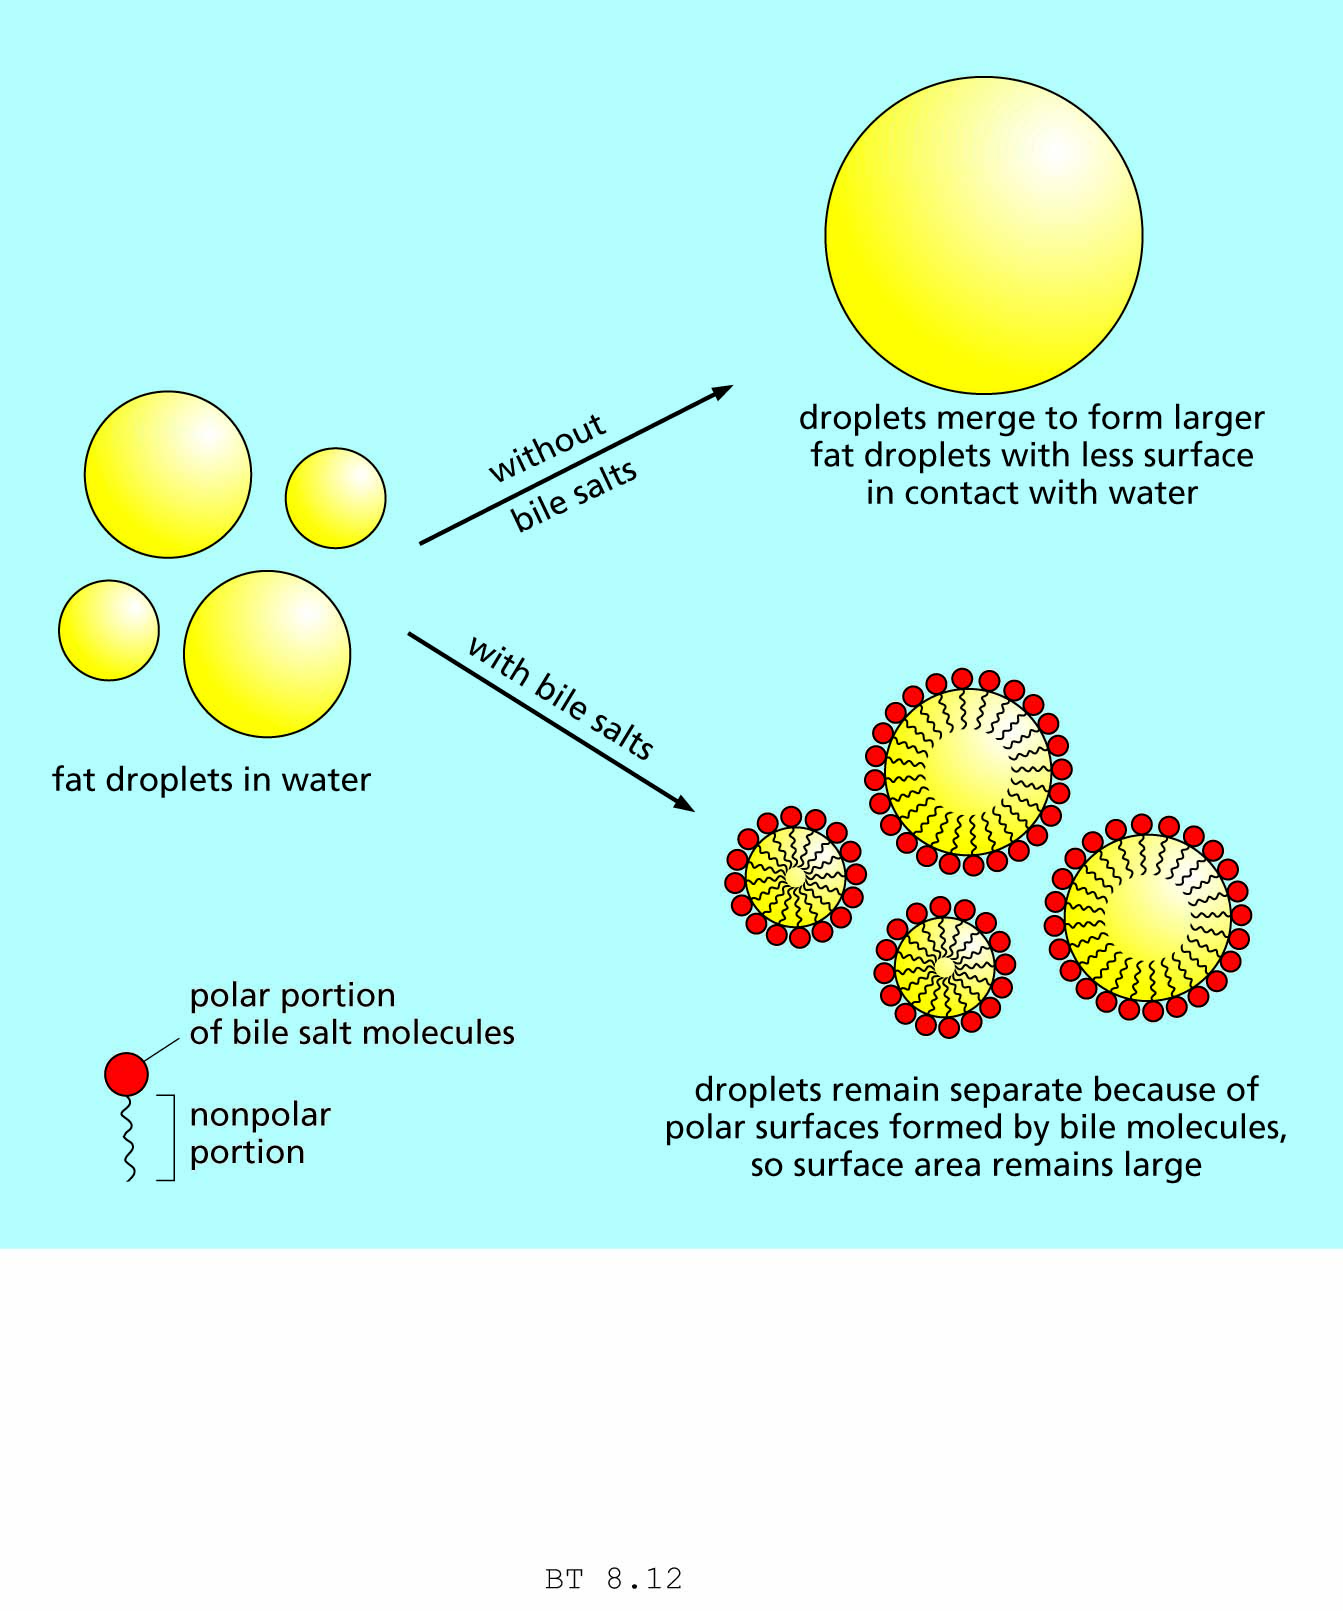 droplets merge to form larger
fat droplets with less surface
in contact with water
without
bile salts
with bile salts
fat droplets in water
polar portion
of bile salt molecules
nonpolar
portion
droplets remain separate because of
polar surfaces formed by bile molecules,
so surface area remains large
BT 8.12